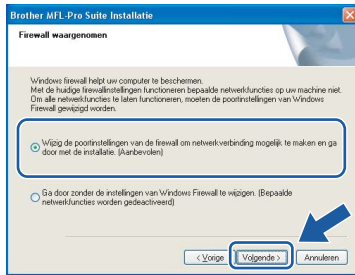 Brother MFL-Pro Suite Installatie
Firewall waargenomen
Windows firewall helpt uw computer te beschermen.
Met de huidige firewallinstellingen functioneren bepaalde netwerkfuncties op uw machine niet.
Om alle netwerkfuncties te laten functioneren, moeten de poortinstellingen van Windows
Firewall gewijzigd worden.
Wijzig de poortinstellingen van de firewall om netwerkverbinding mogelijk te maken en ga
door met de installatie. (Aanbevolen)
Ga door zonder de instellingen van Windows Firewall te wijzigen. (Bepaalde
netwerkfuncties worden gedeactiveerd)
< Vorige Volgende > Annuleren